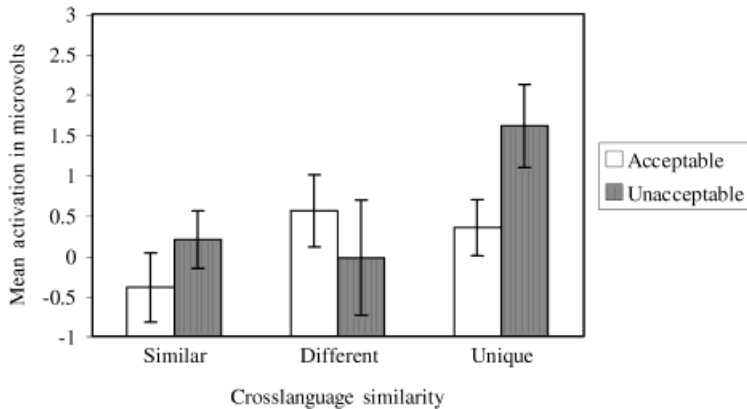 Mean activation in microvolts
3
2.5
2
1.5
1
0.5
0
-0.5
-1
Similar Different Unique
Crosslanguage similarity
Acceptable
Unacceptable